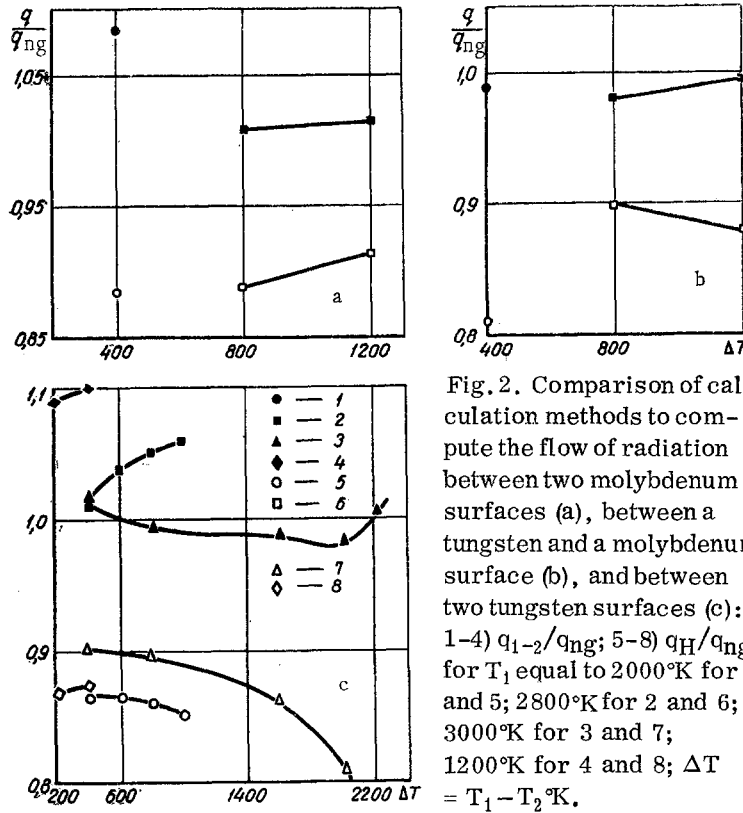 q
qng
1,05
0,95
0,85
400
800
1200
a
q
qng
1,0
0,9
0,8
400
800
ΔT
b
1,1
1,0
0,9
200
600
1400
2200 ΔT
● — 1
■ — 2
▲ — 3
◆ — 4
○ — 5
□ — 6
△ — 7
◇ — 8
c
Fig. 2. Comparison of cal
culation methods to com-
pute the flow of radiation
between two molybdenum
surfaces (a), between a
tungsten and a molybdenu
surface (b), and between
two tungsten surfaces (c):
1-4) q1-2/qng; 5-8) qH/qng
for T1 equal to 2000°K for
and 5; 2800°K for 2 and 6;
3000°K for 3 and 7;
1200°K for 4 and 8; ΔT
= T1 – T2°K.